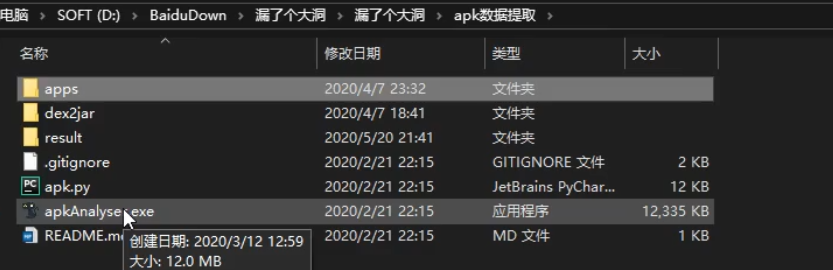 电脑 > SOFT (D:) > BaiduDown > 漏了个大洞 > 漏了个大洞 > apk数据提取 >
名称 修改日期 类型 大小
apps 2020/4/7 23:32 文件夹
dex2jar 2020/4/7 18:41 文件夹
result 2020/5/20 21:41 文件夹
.gitignore 2020/2/21 22:15 GITIGNORE 文件 2 KB
apk.py 2020/2/21 22:15 JetBrains PyChar... 12 KB
apkAnalyser.exe 2020/2/21 22:15 应用程序 12,335 KB
README.md 2020/2/21 22:15 MD 文件 1 KB
创建日期: 2020/3/12 12:59
大小: 12.0 MB